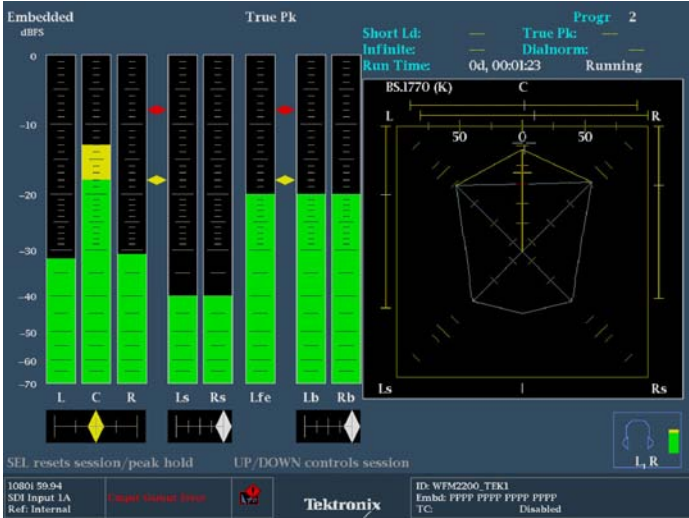 Embedded True Pk Progr 2
dBFS
Short Ld: — True Pk: —
Infinite: — Dialnorm: —
Run Time: 0d, 00:01:23 Running
0
-10
-20
-30
-40
-50
-60
-70
BS.1770 (K) C
L R
50 0 50
Ls Rs
L C R Ls Rs Lfe Lb Rb
L, R
SEL resets session/peak hold UP/DOWN controls session
1080i 59.94
SDI Input 1A
Ref: Internal
Tektronix
ID: WFM2200_TEK1
Embd: PPPP PPPP PPPP PPPP
TC: Disabled